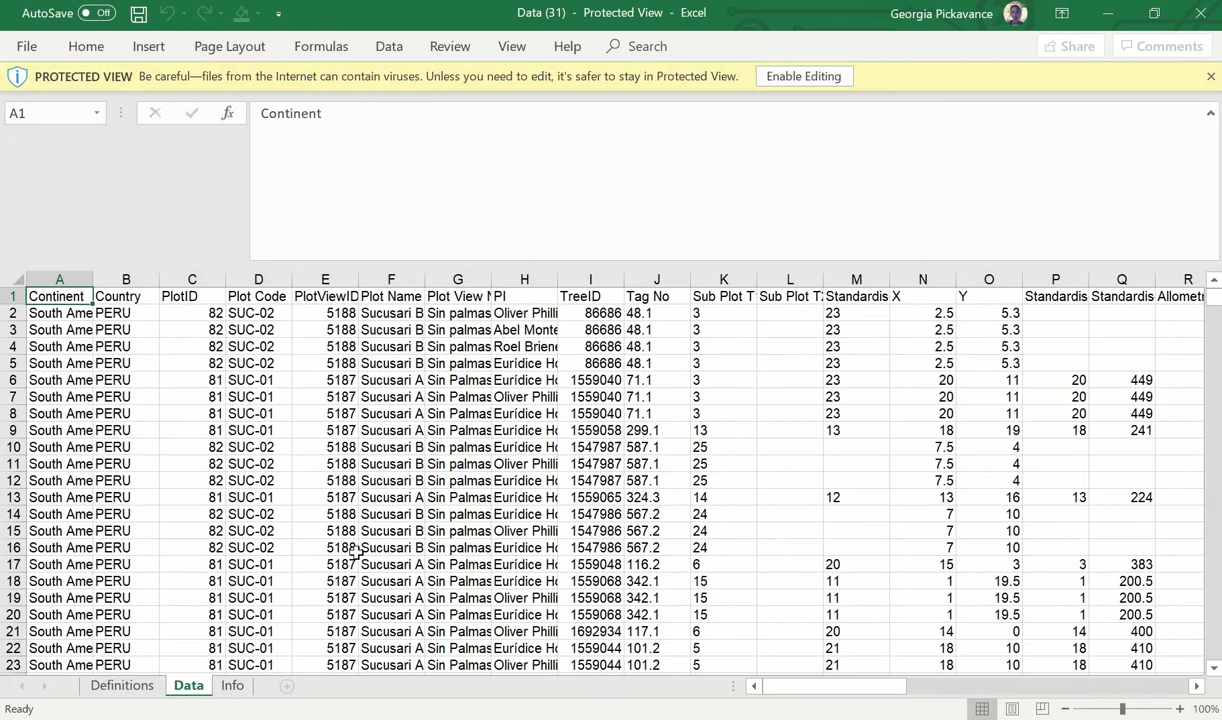 AutoSave Off Data (31) - Protected View - Excel Georgia Pickavance
File Home Insert Page Layout Formulas Data Review View Help Search Share Comments
PROTECTED VIEW Be careful—files from the Internet can contain viruses. Unless you need to edit, it's safer to stay in Protected View. Enable Editing
A1 fx Continent
A B C D E F G H I J K L M N O P Q R
1 Continent Country PlotID Plot Code PlotViewID Plot Name Plot View N PI TreeID Tag No Sub Plot T Sub Plot T2 Standardis X Y Standardis Standardis Allometr
2 South Ame PERU 82 SUC-02 5188 Sucusari B Sin palmas Oliver Philli 86686 48.1 3 23 2.5 5.3
3 South Ame PERU 82 SUC-02 5188 Sucusari B Sin palmas Abel Monte 86686 48.1 3 23 2.5 5.3
4 South Ame PERU 82 SUC-02 5188 Sucusari B Sin palmas Roel Briene 86686 48.1 3 23 2.5 5.3
5 South Ame PERU 82 SUC-02 5188 Sucusari B Sin palmas Eurídice Ho 86686 48.1 3 23 2.5 5.3
6 South Ame PERU 81 SUC-01 5187 Sucusari A Sin Palmas Eurídice Ho 1559040 71.1 3 23 20 11 20 449
7 South Ame PERU 81 SUC-01 5187 Sucusari A Sin Palmas Oliver Philli 1559040 71.1 3 23 20 11 20 449
8 South Ame PERU 81 SUC-01 5187 Sucusari A Sin Palmas Eurídice Ho 1559040 71.1 3 23 20 11 20 449
9 South Ame PERU 81 SUC-01 5187 Sucusari A Sin Palmas Eurídice Ho 1559058 299.1 13 13 18 19 18 241
10 South Ame PERU 82 SUC-02 5188 Sucusari B Sin palmas Eurídice Ho 1547987 587.1 25 7.5 4
11 South Ame PERU 82 SUC-02 5188 Sucusari B Sin palmas Oliver Philli 1547987 587.1 25 7.5 4
12 South Ame PERU 82 SUC-02 5188 Sucusari B Sin palmas Eurídice Ho 1547987 587.1 25 7.5 4
13 South Ame PERU 81 SUC-01 5187 Sucusari A Sin Palmas Eurídice Ho 1559065 324.3 14 12 13 16 13 224
14 South Ame PERU 82 SUC-02 5188 Sucusari B Sin palmas Eurídice Ho 1547986 567.2 24 7 10
15 South Ame PERU 82 SUC-02 5188 Sucusari B Sin palmas Oliver Philli 1547986 567.2 24 7 10
16 South Ame PERU 82 SUC-02 5188 Sucusari B Sin palmas Eurídice Ho 1547986 567.2 24 7 10
17 South Ame PERU 81 SUC-01 5187 Sucusari A Sin Palmas Eurídice Ho 1559048 116.2 6 20 15 3 3 383
18 South Ame PERU 81 SUC-01 5187 Sucusari A Sin Palmas Eurídice Ho 1559068 342.1 15 11 1 19.5 1 200.5
19 South Ame PERU 81 SUC-01 5187 Sucusari A Sin Palmas Oliver Philli 1559068 342.1 15 11 1 19.5 1 200.5
20 South Ame PERU 81 SUC-01 5187 Sucusari A Sin Palmas Eurídice Ho 1559068 342.1 15 11 1 19.5 1 200.5
21 South Ame PERU 81 SUC-01 5187 Sucusari A Sin Palmas Oliver Philli 1692934 117.1 6 20 14 0 14 400
22 South Ame PERU 81 SUC-01 5187 Sucusari A Sin Palmas Eurídice Ho 1559044 101.2 5 21 18 10 18 410
23 South Ame PERU 81 SUC-01 5187 Sucusari A Sin Palmas Oliver Philli 1559044 101.2 5 21 18 10 18 410
Definitions Data Info
Ready 100%